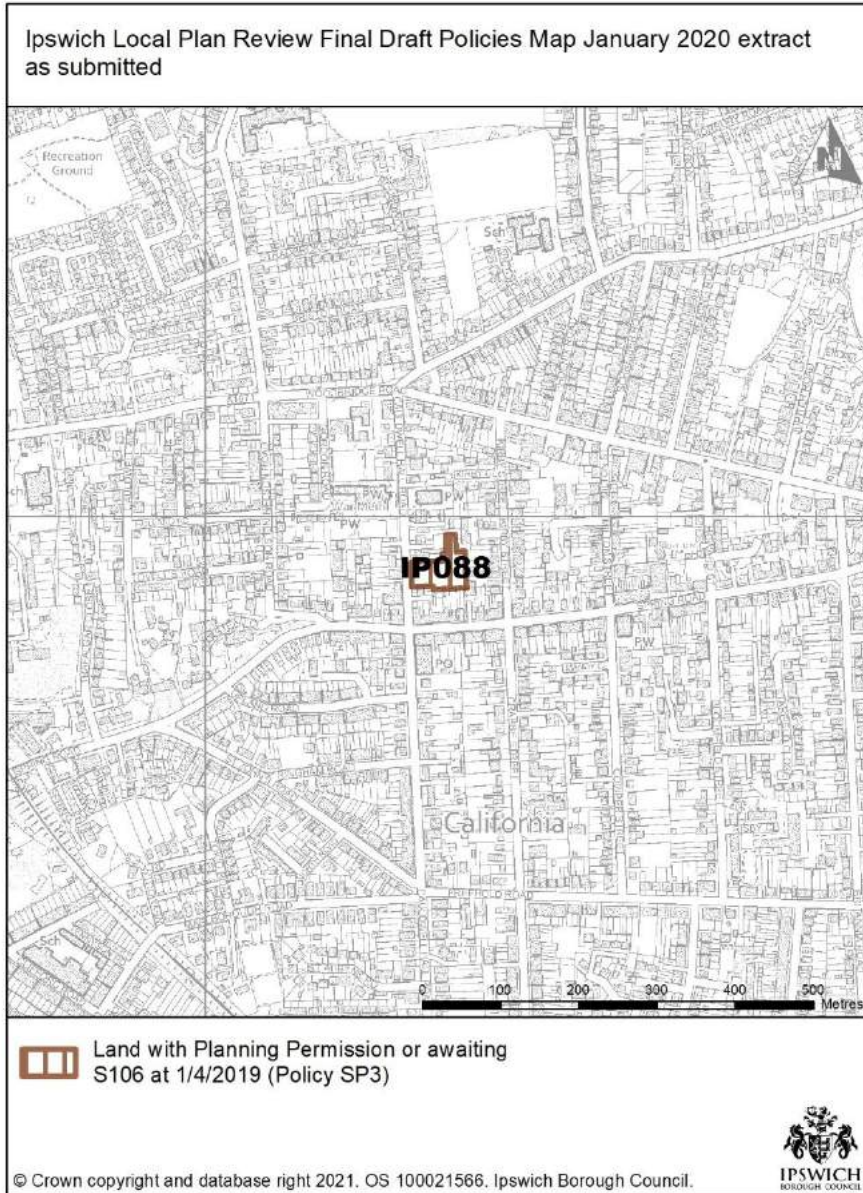 Ipswich Local Plan Review Final Draft Policies Map January 2020 extract
as submitted
Recreation
Ground
N
Sch
PW
PW
PW
IP088
PO
PW
California
Sch
0 100 200 300 400 500
Metres
Land with Planning Permission or awaiting
S106 at 1/4/2019 (Policy SP3)
IPSWICH
BOROUGH COUNCIL
© Crown copyright and database right 2021. OS 100021566. Ipswich Borough Council.